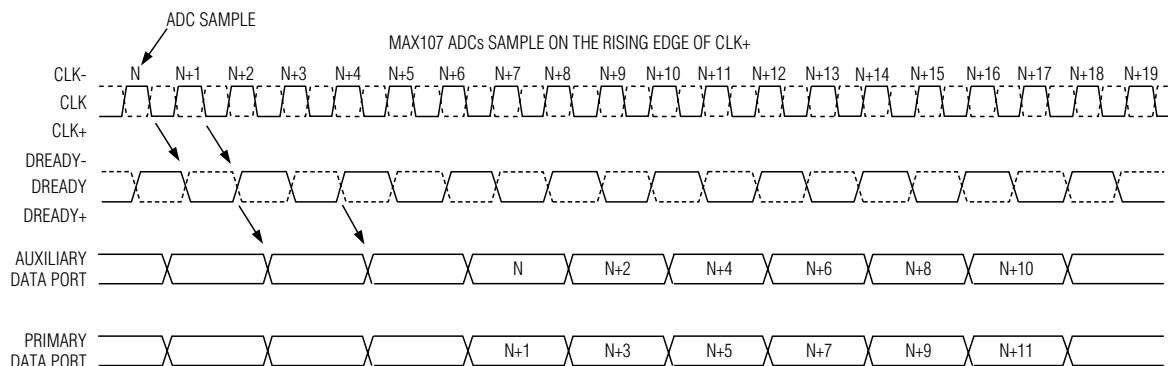 ADC SAMPLE
MAX107 ADCs SAMPLE ON THE RISING EDGE OF CLK+
CLK- N N+1 N+2 N+3 N+4 N+5 N+6 N+7 N+8 N+9 N+10 N+11 N+12 N+13 N+14 N+15 N+16 N+17 N+18 N+19
CLK
CLK+
DREADY-
DREADY
DREADY+
AUXILIARY
DATA PORT N N+2 N+4 N+6 N+8 N+10
PRIMARY
DATA PORT N+1 N+3 N+5 N+7 N+9 N+11